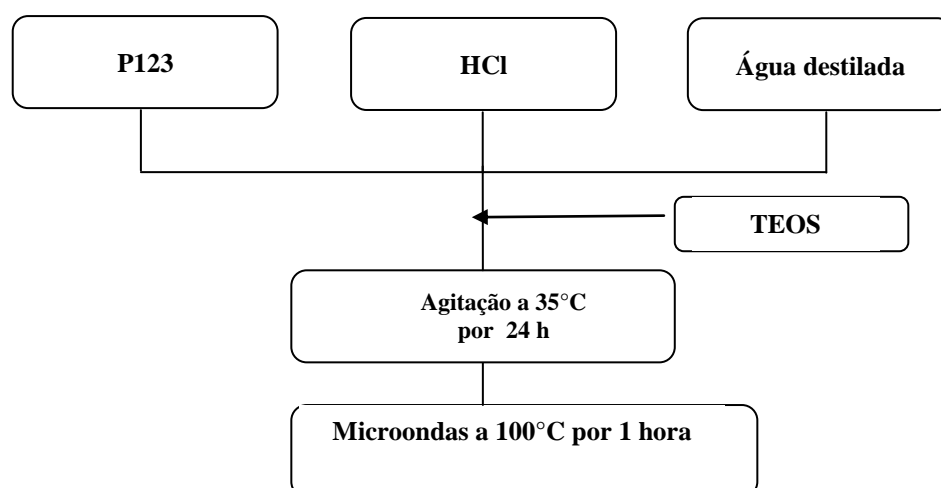 P123
HCl
Água destilada
TEOS
Agitação a 35°C
por 24 h
Microondas a 100°C por 1 hora